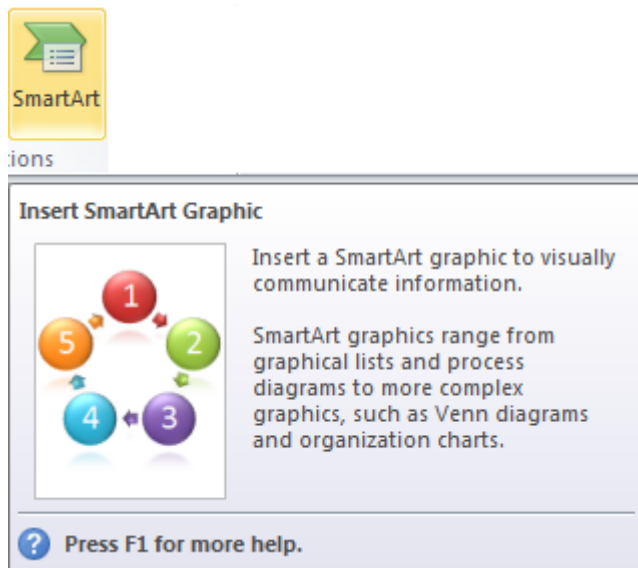 SmartArt
tions
Insert SmartArt Graphic
1
5
2
4
3
Insert a SmartArt graphic to visually
communicate information.
SmartArt graphics range from
graphical lists and process
diagrams to more complex
graphics, such as Venn diagrams
and organization charts.
? Press F1 for more help.